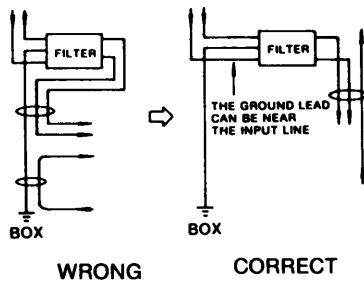 FILTER
BOX
WRONG
FILTER
THE GROUND LEAD
CAN BE NEAR
THE INPUT LINE
BOX
CORRECT